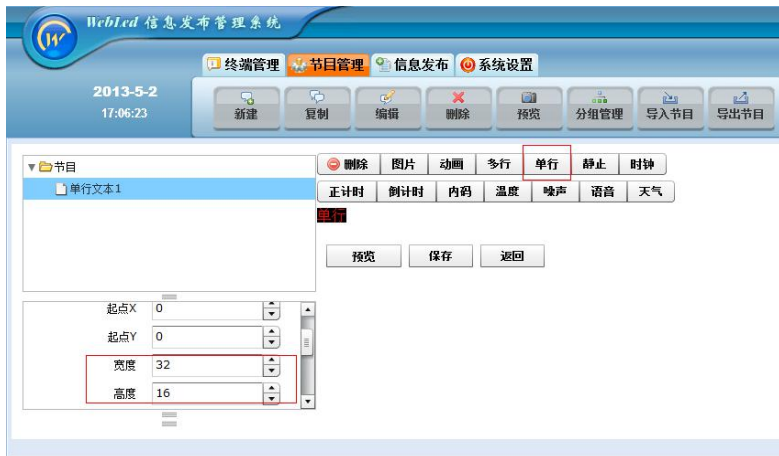 WebLed 信息发布管理系统
终端管理 节目管理 信息发布 系统设置
2013-5-2
17:06:23
新建 复制 编辑 删除 预览 分组管理 导入节目 导出节目
节目
单行文本1
删除 图片 动画 多行 单行 静止 时钟
正计时 倒计时 内码 温度 噪声 语音 天气
单行
预览 保存 返回
起点X 0
起点Y 0
宽度 32
高度 16